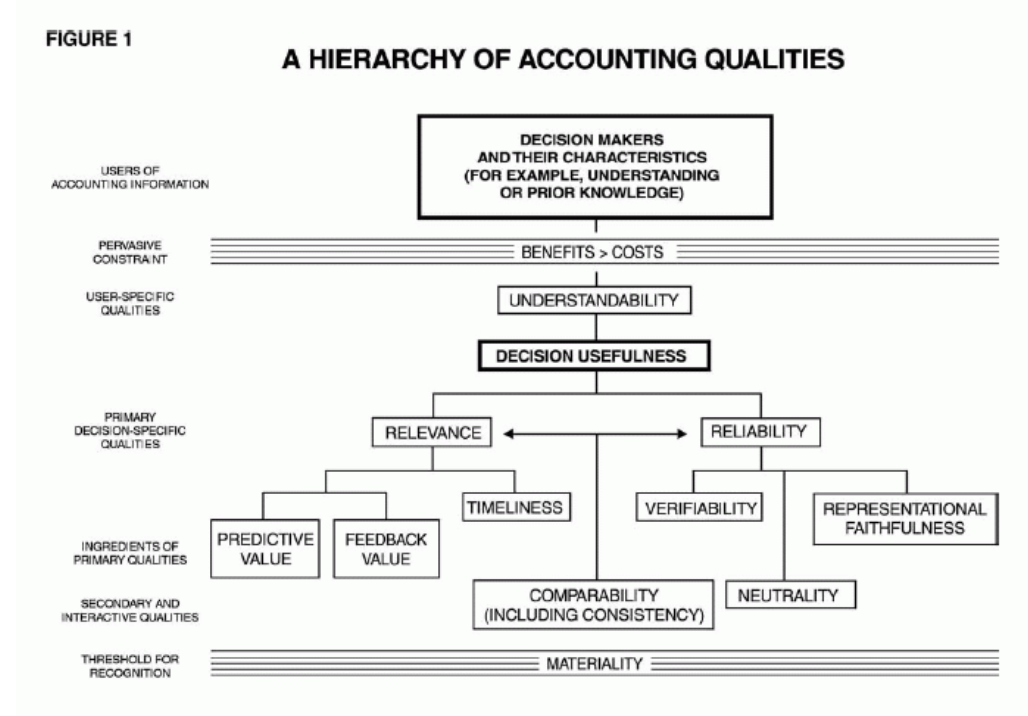 FIGURE 1
A HIERARCHY OF ACCOUNTING QUALITIES
USERS OF
ACCOUNTING INFORMATION
DECISION MAKERS
AND THEIR CHARACTERISTICS
(FOR EXAMPLE, UNDERSTANDING
OR PRIOR KNOWLEDGE)
PERVASIVE
CONSTRAINT
BENEFITS > COSTS
USER-SPECIFIC
QUALITIES
UNDERSTANDABILITY
DECISION USEFULNESS
PRIMARY
DECISION-SPECIFIC
QUALITIES
RELEVANCE
RELIABILITY
INGREDIENTS OF
PRIMARY QUALITIES
PREDICTIVE
VALUE
FEEDBACK
VALUE
TIMELINESS
VERIFIABILITY
REPRESENTATIONAL
FAITHFULNESS
SECONDARY AND
INTERACTIVE QUALITIES
COMPARABILITY
(INCLUDING CONSISTENCY)
NEUTRALITY
THRESHOLD FOR
RECOGNITION
MATERIALITY